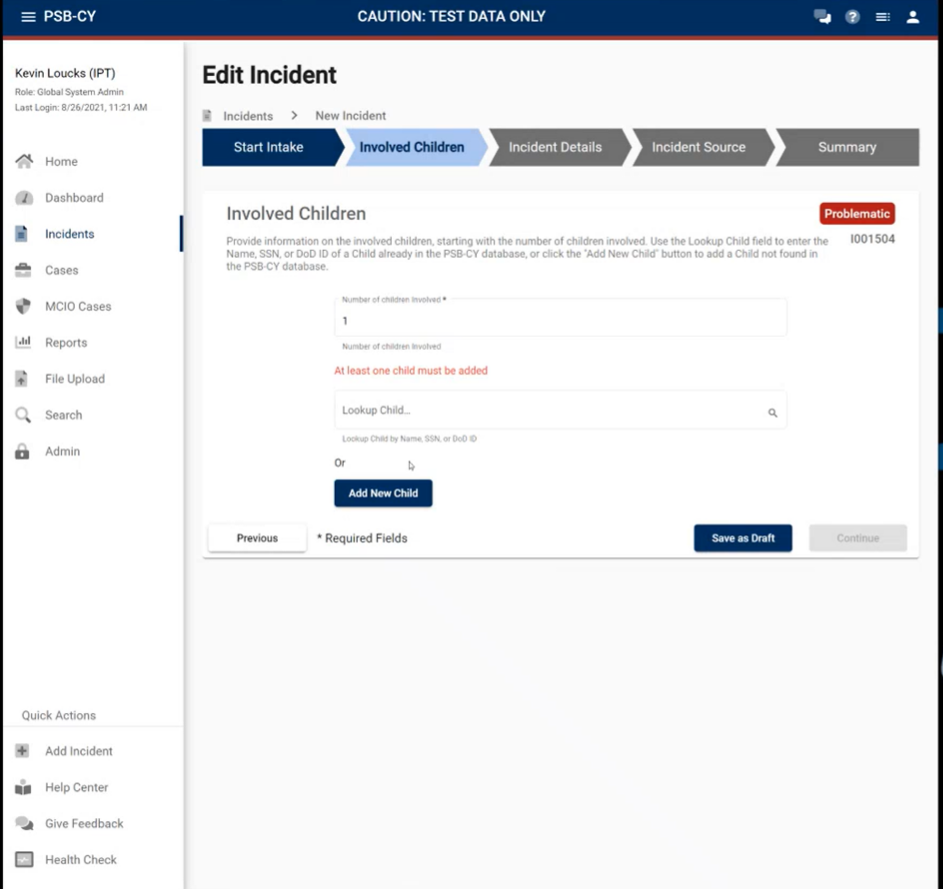 PSB-CY
CAUTION: TEST DATA ONLY
Kevin Loucks (IPT)
Role: Global System Admin
Last Login: 8/26/2021, 11:21 AM
Home
Dashboard
Incidents
Cases
MCIO Cases
Reports
File Upload
Search
Admin
Quick Actions
Add Incident
Help Center
Give Feedback
Health Check
Edit Incident
Incidents > New Incident
Start Intake
Involved Children
Incident Details
Incident Source
Summary
Involved Children
Problematic
I001504
Provide information on the involved children, starting with the number of children involved. Use the Lookup Child field to enter the
Name, SSN, or DoD ID of a Child already in the PSB-CY database, or click the "Add New Child" button to add a Child not found in
the PSB-CY database.
Number of children Involved *
1
Number of children Involved
At least one child must be added
Lookup Child...
Lookup Child by Name, SSN, or DoD ID
Or
Add New Child
Previous
* Required Fields
Save as Draft
Continue